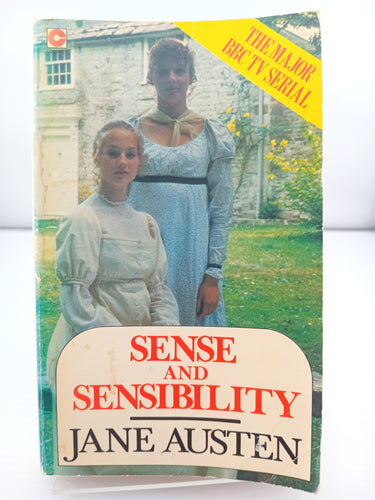 THE MAJOR
BBC TV SERIAL
SENSE
AND
SENSIBILITY
JANE AUSTEN